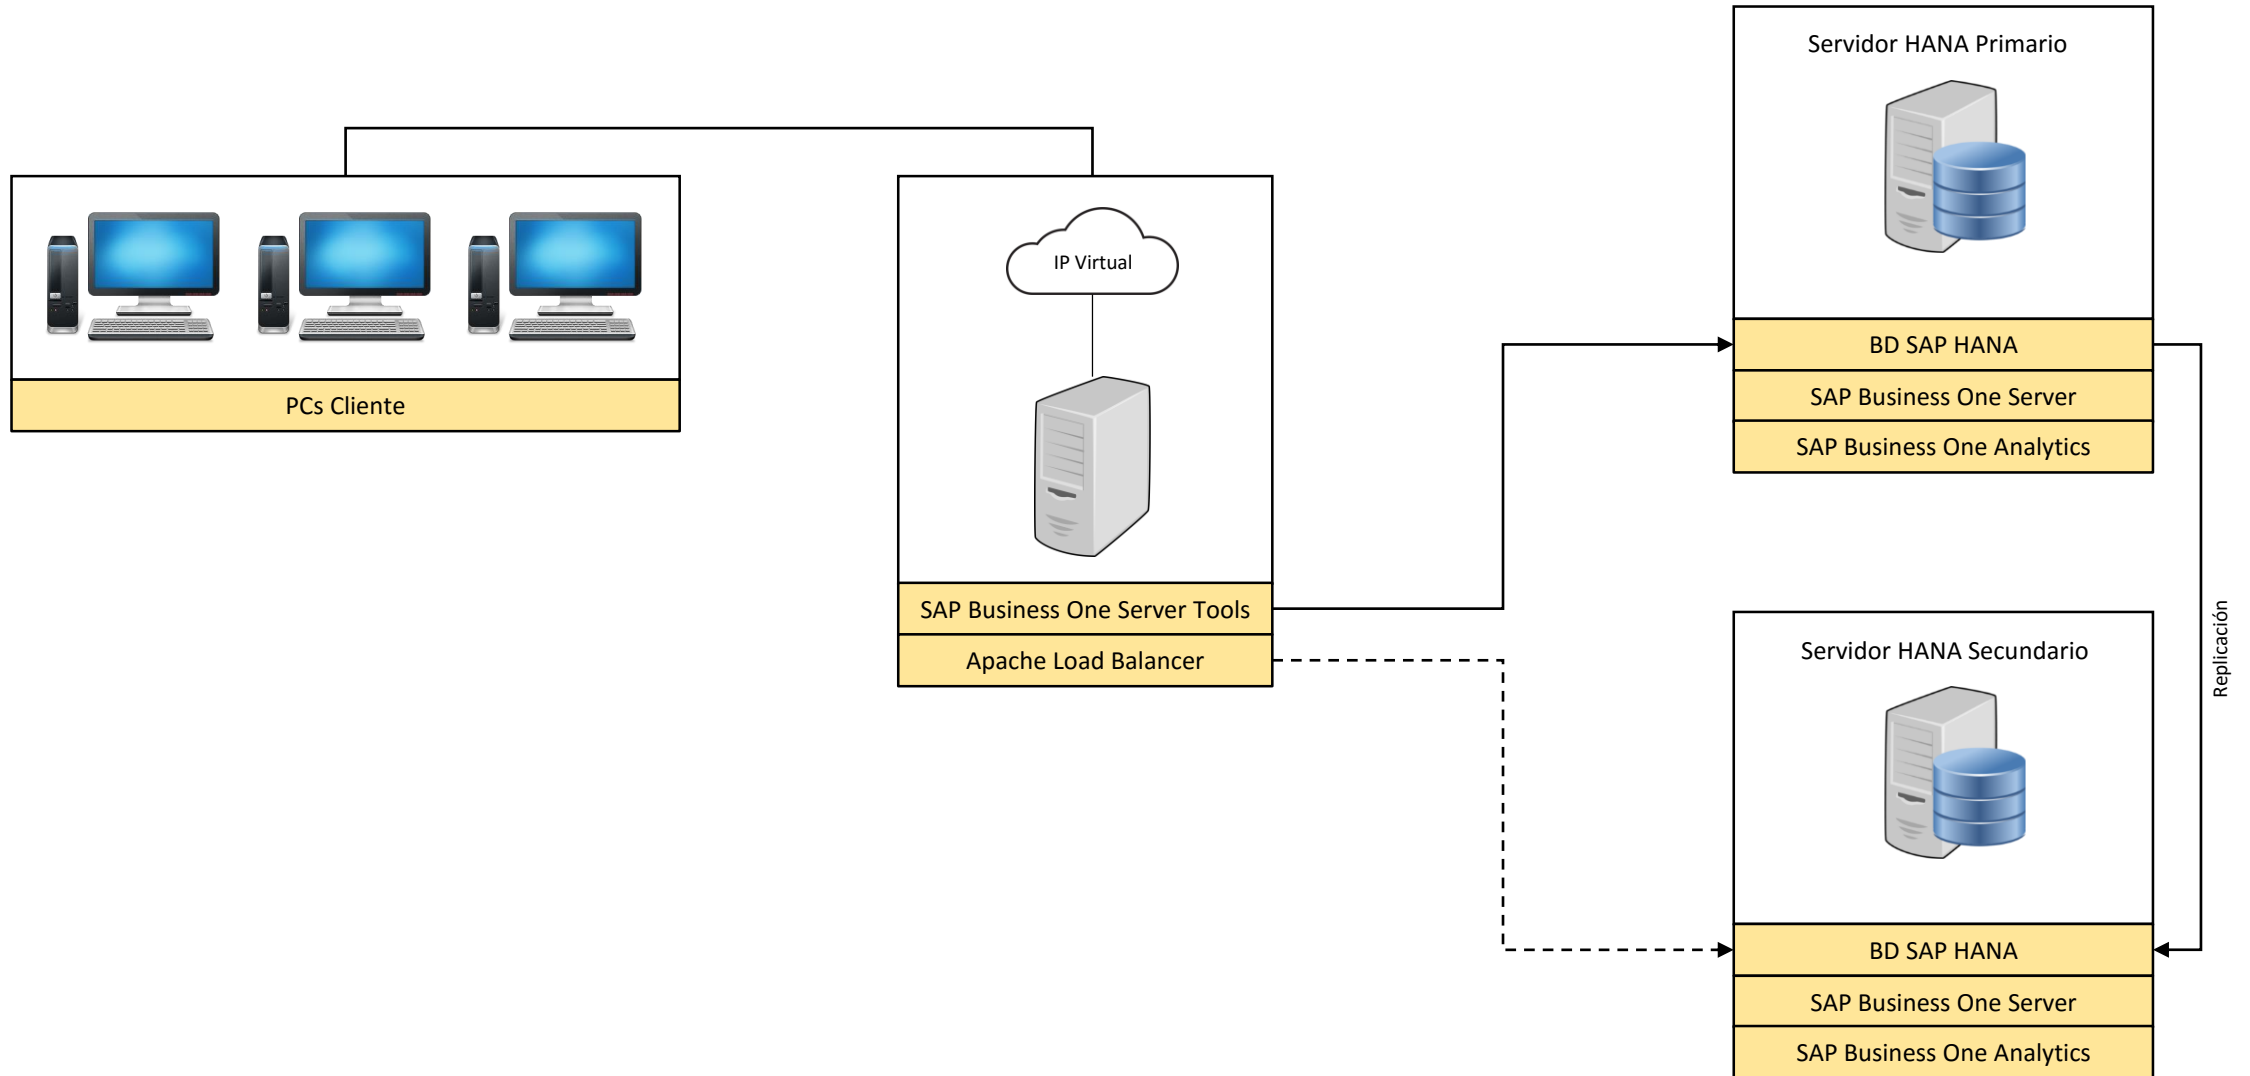 PCs Cliente
IP Virtual
SAP Business One Server Tools
Apache Load Balancer
Servidor HANA Primario
BD SAP HANA
SAP Business One Server
SAP Business One Analytics
Replicación
Servidor HANA Secundario
BD SAP HANA
SAP Business One Server
SAP Business One Analytics